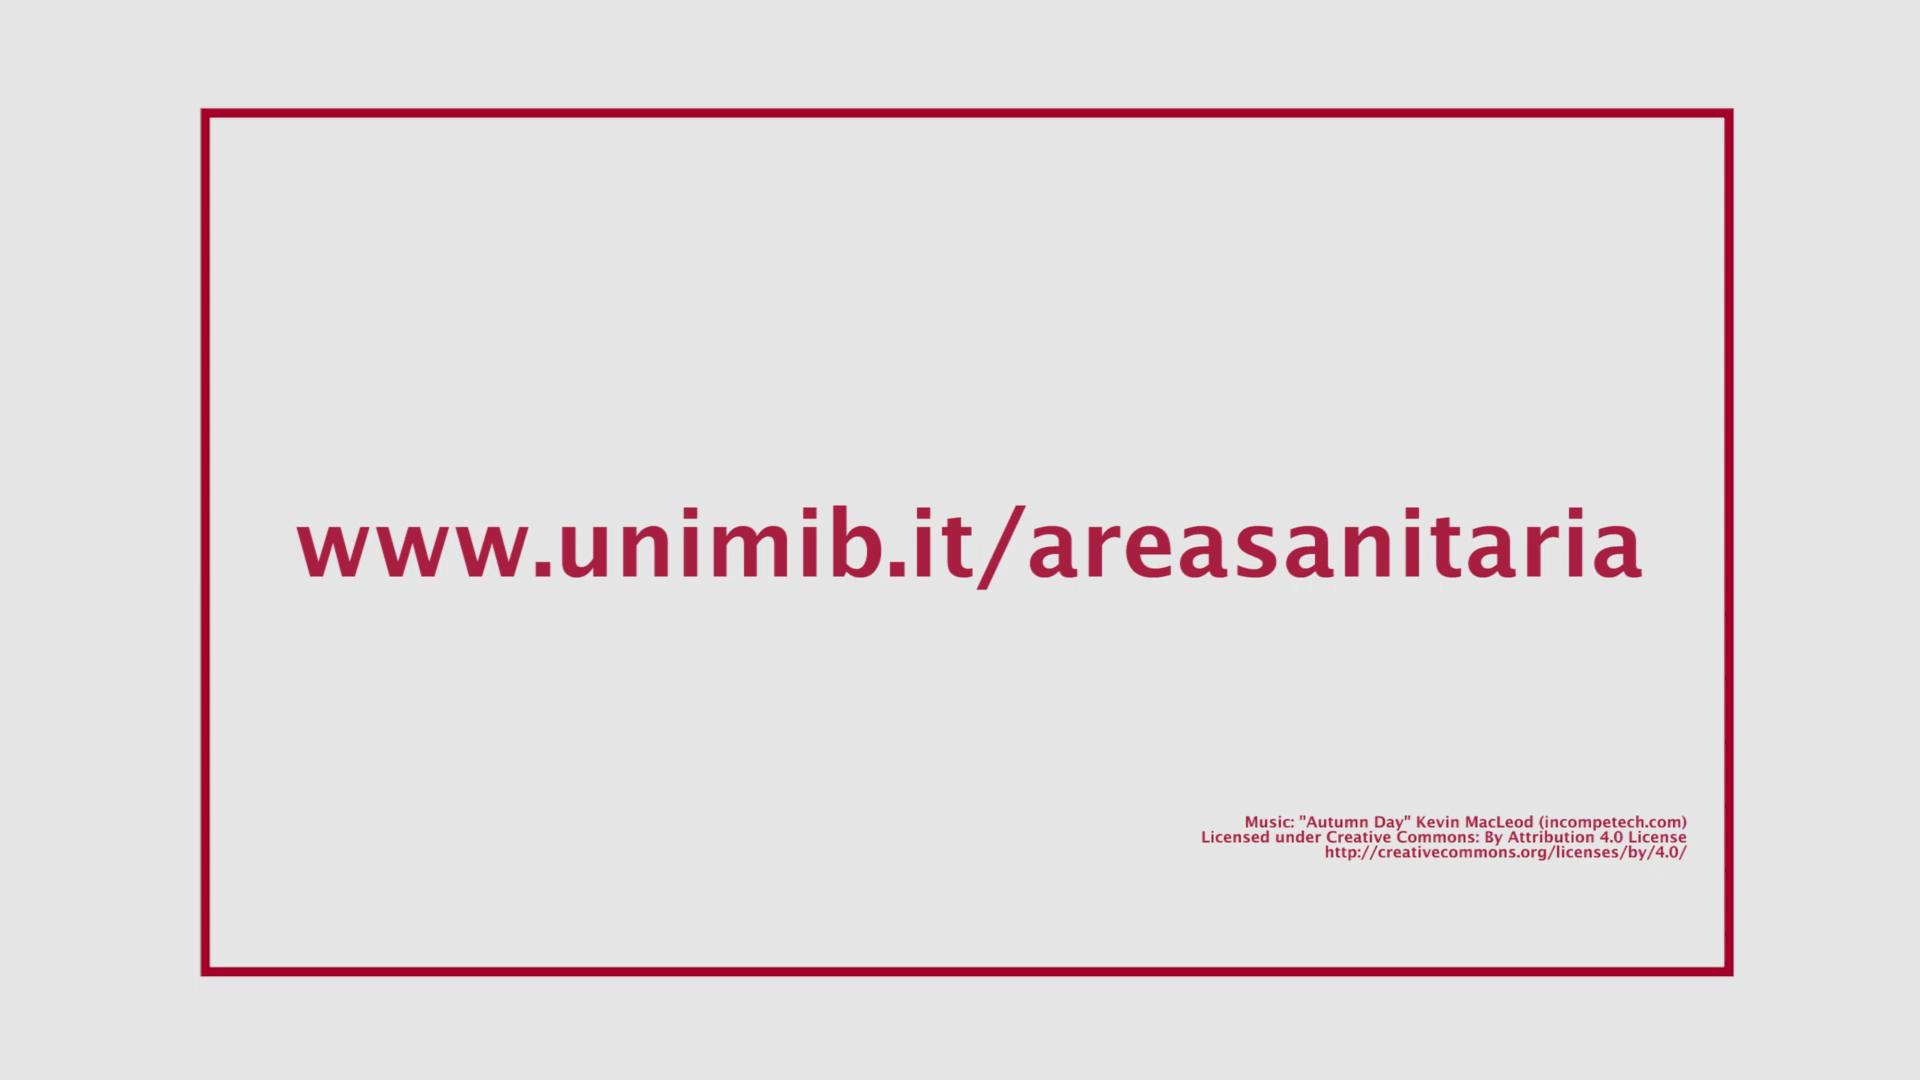 www.unimib.it/areasanitaria
Music: "Autumn Day" Kevin MacLeod (incompetech.com)
Licensed under Creative Commons: By Attribution 4.0 License
http://creativecommons.org/licenses/by/4.0/